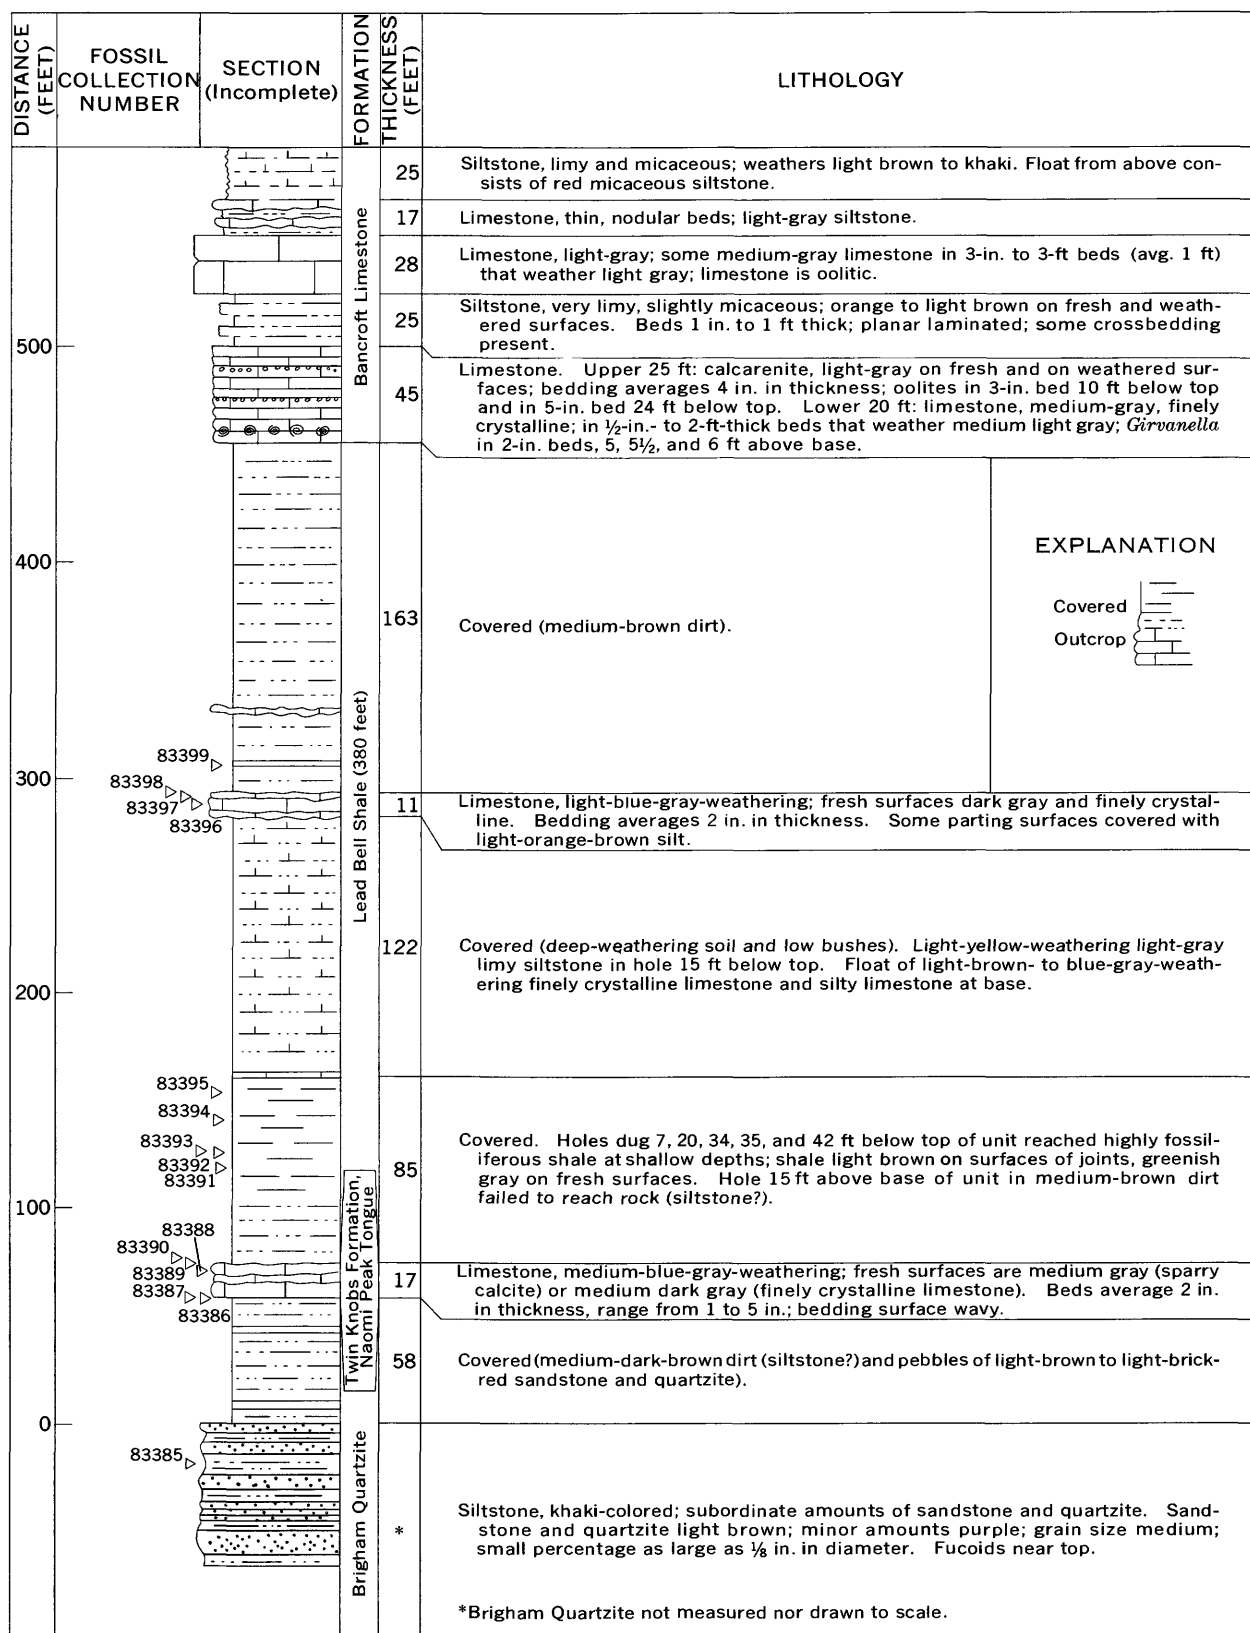 DISTANCE (FEET)
FOSSIL
COLLECTION
NUMBER
SECTION
(Incomplete)
FORMATION
THICKNESS (FEET)
LITHOLOGY
25
Siltstone, limy and micaceous; weathers light brown to khaki. Float from above con-
sists of red micaceous siltstone.
17
Limestone, thin, nodular beds; light-gray siltstone.
28
Limestone, light-gray; some medium-gray limestone in 3-in. to 3-ft beds (avg. 1 ft)
that weather light gray; limestone is oolitic.
25
Siltstone, very limy, slightly micaceous; orange to light brown on fresh and weath-
ered surfaces. Beds 1 in. to 1 ft thick; planar laminated; some crossbedding
present.
Bancroft Limestone
500
45
Limestone. Upper 25 ft: calcarenite, light-gray on fresh and on weathered sur-
faces; bedding averages 4 in. in thickness; oolites in 3-in. bed 10 ft below top
and in 5-in. bed 24 ft below top. Lower 20 ft: limestone, medium-gray, finely
crystalline; in ½-in.- to 2-ft-thick beds that weather medium light gray; Girvanella
in 2-in. beds, 5, 5½, and 6 ft above base.
EXPLANATION
Covered
Outcrop
400
163
Covered (medium-brown dirt).
Lead Bell Shale (380 feet)
83399
300
83398
83397
83396
11
Limestone, light-blue-gray-weathering; fresh surfaces dark gray and finely crystal-
line. Bedding averages 2 in. in thickness. Some parting surfaces covered with
light-orange-brown silt.
122
Covered (deep-weathering soil and low bushes). Light-yellow-weathering light-gray
limy siltstone in hole 15 ft below top. Float of light-brown- to blue-gray-weath-
ering finely crystalline limestone and silty limestone at base.
200
83395
83394
83393
83392
83391
85
Covered. Holes dug 7, 20, 34, 35, and 42 ft below top of unit reached highly fossil-
iferous shale at shallow depths; shale light brown on surfaces of joints, greenish
gray on fresh surfaces. Hole 15 ft above base of unit in medium-brown dirt
failed to reach rock (siltstone?).
100
Twin Knobs Formation,
Naomi Peak Tongue
83388
83390
83389
83387
83386
17
Limestone, medium-blue-gray-weathering; fresh surfaces are medium gray (sparry
calcite) or medium dark gray (finely crystalline limestone). Beds average 2 in.
in thickness, range from 1 to 5 in.; bedding surface wavy.
58
Covered (medium-dark-brown dirt (siltstone?) and pebbles of light-brown to light-brick-
red sandstone and quartzite).
0
83385
Brigham Quartzite
*
Siltstone, khaki-colored; subordinate amounts of sandstone and quartzite. Sand-
stone and quartzite light brown; minor amounts purple; grain size medium;
small percentage as large as ⅛ in. in diameter. Fucoids near top.
*Brigham Quartzite not measured nor drawn to scale.